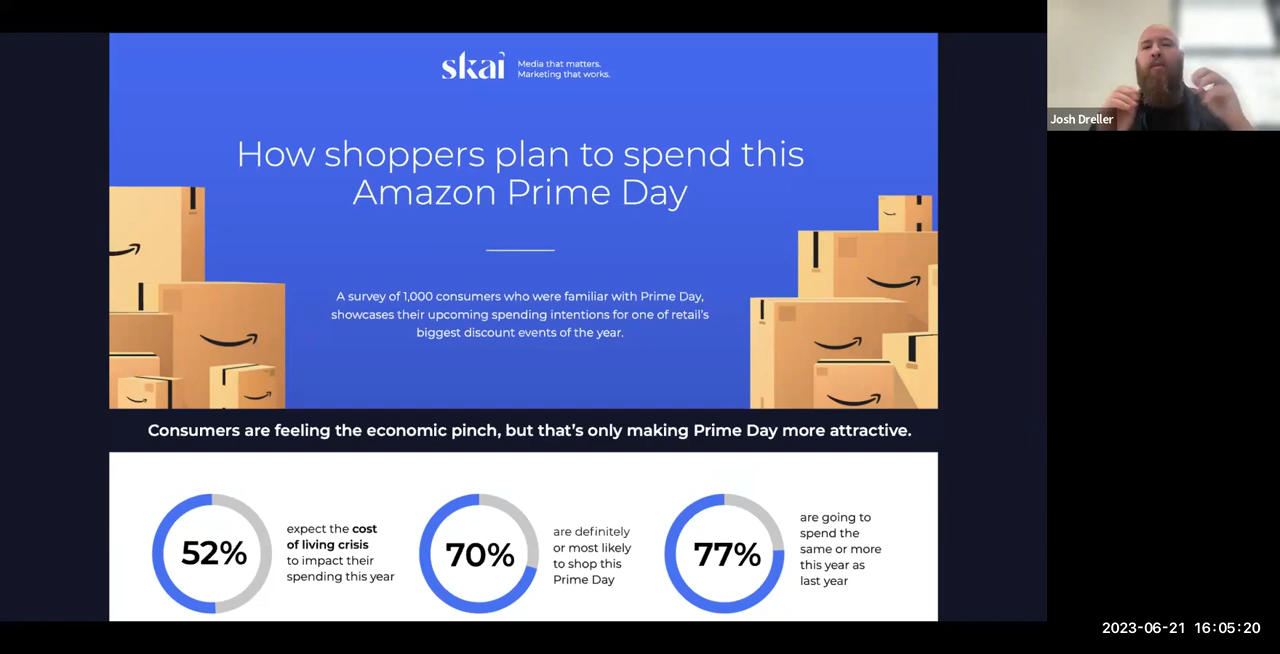 skai
Media that matters.
Marketing that works.
How shoppers plan to spend this
Amazon Prime Day
A survey of 1,000 consumers who were familiar with Prime Day,
showcases their upcoming spending intentions for one of retail's
biggest discount events of the year.
Consumers are feeling the economic pinch, but that's only making Prime Day more attractive.
52%
expect the cost
of living crisis
to impact their
spending this year
70%
are definitely
or most likely
to shop this
Prime Day
77%
are going to
spend the
same or more
this year as
last year
Josh Dreller
2023-06-21 16:05:20